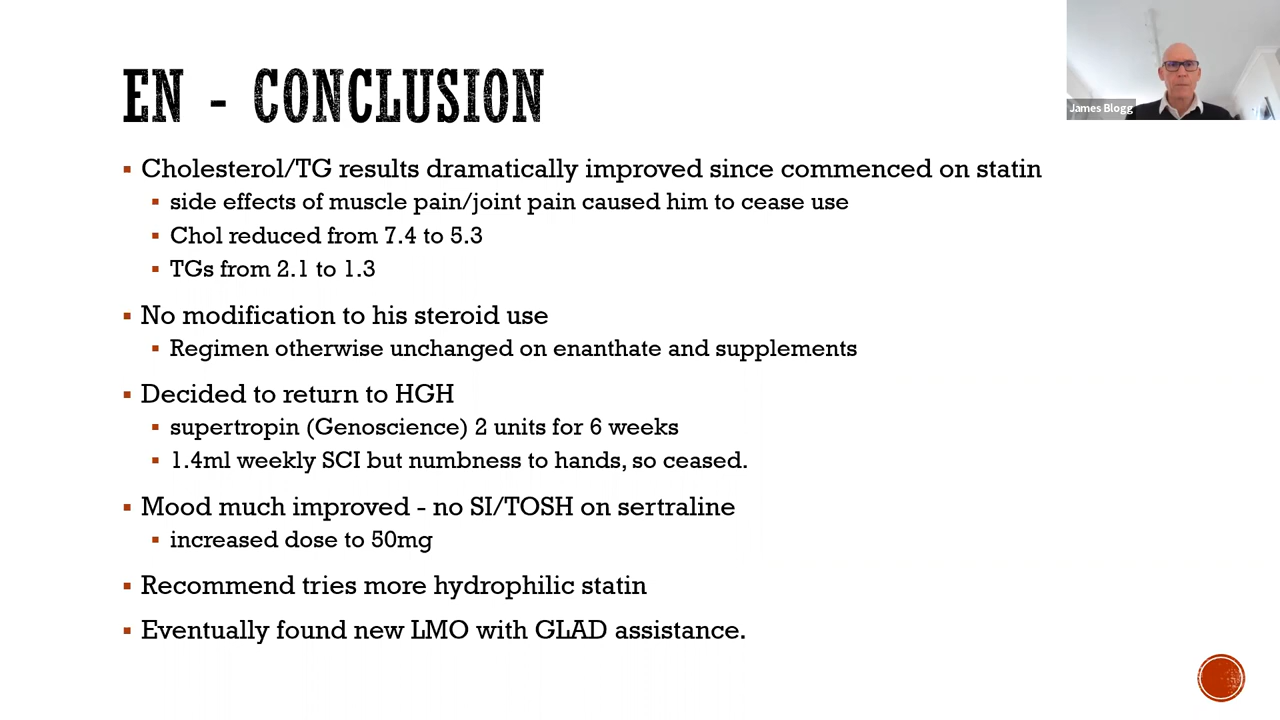 EN - CONCLUSION
James Blogg
Cholesterol/TG results dramatically improved since commenced on statin
side effects of muscle pain/joint pain caused him to cease use
Chol reduced from 7.4 to 5.3
TGs from 2.1 to 1.3
No modification to his steroid use
Regimen otherwise unchanged on enanthate and supplements
Decided to return to HGH
supertropin (Genoscience) 2 units for 6 weeks
1.4ml weekly SCI but numbness to hands, so ceased.
Mood much improved - no SI/TOSH on sertraline
increased dose to 50mg
Recommend tries more hydrophilic statin
Eventually found new LMO with GLAD assistance.